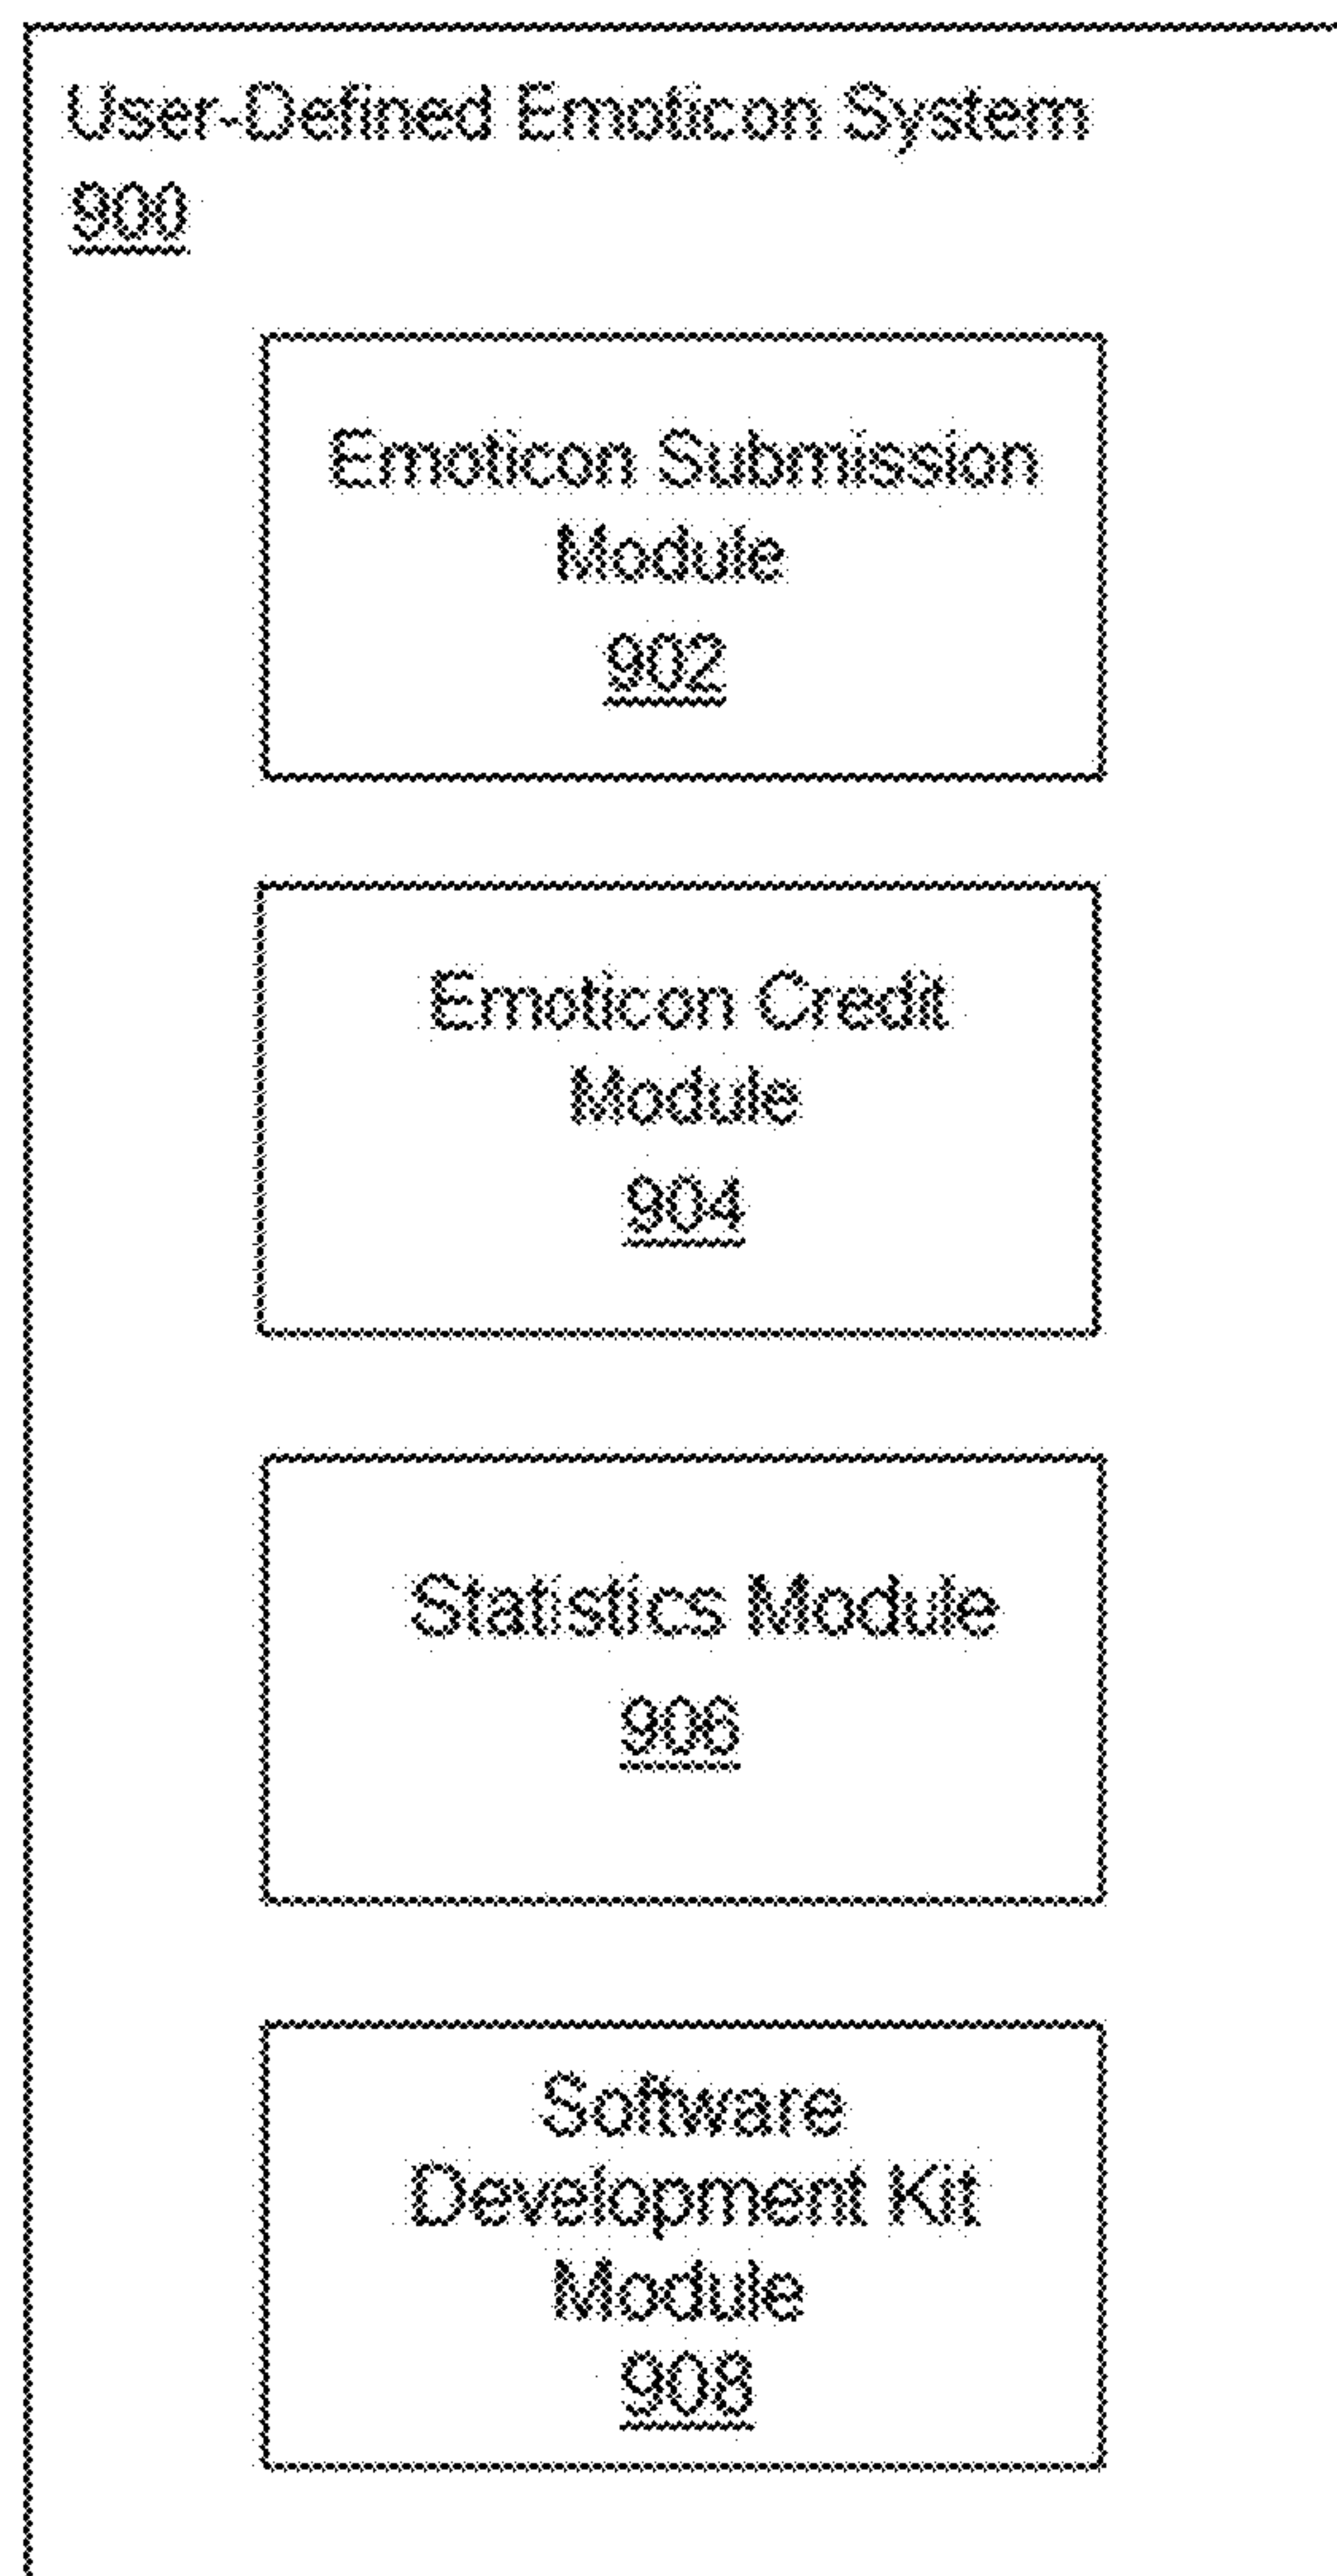 User-Defined Emoticon System
900
Emoticon Submission
Module
902
Emoticon Credit
Module
904
Statistics Module
906
Software
Development Kit
Module
908